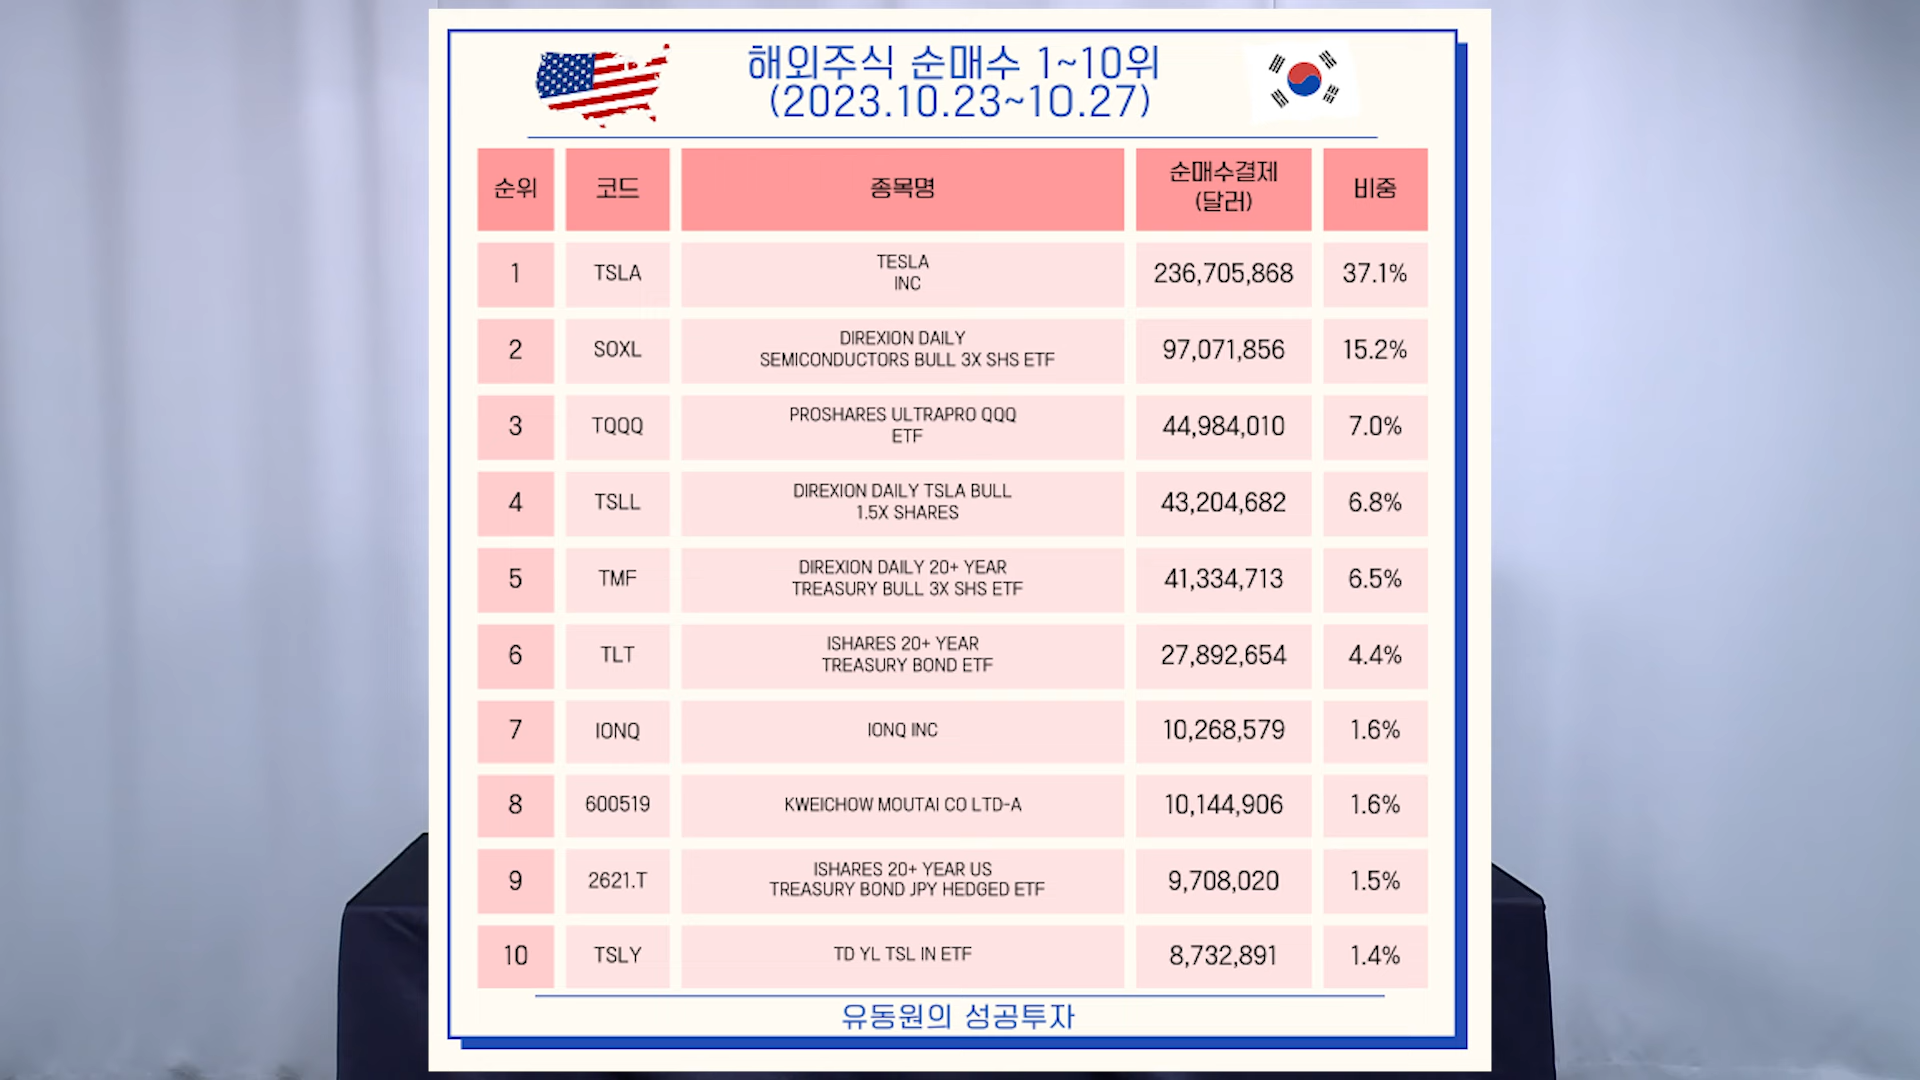 해외주식 순매수 1~10위
(2023.10.23~10.27)
순위 코드 종목명 순매수결제 (달러) 비중
1 TSLA TESLA INC 236,705,868 37.1%
2 SOXL DIREXION DAILY SEMICONDUCTORS BULL 3X SHS ETF 97,071,856 15.2%
3 TQQQ PROSHARES ULTRAPRO QQQ ETF 44,984,010 7.0%
4 TSLL DIREXION DAILY TSLA BULL 1.5X SHARES 43,204,682 6.8%
5 TMF DIREXION DAILY 20+ YEAR TREASURY BULL 3X SHS ETF 41,334,713 6.5%
6 TLT ISHARES 20+ YEAR TREASURY BOND ETF 27,892,654 4.4%
7 IONQ IONQ INC 10,268,579 1.6%
8 600519 KWEICHOW MOUTAI CO LTD-A 10,144,906 1.6%
9 2621.T ISHARES 20+ YEAR US TREASURY BOND JPY HEDGED ETF 9,708,020 1.5%
10 TSLY TD YL TSL IN ETF 8,732,891 1.4%
유동원의 성공투자